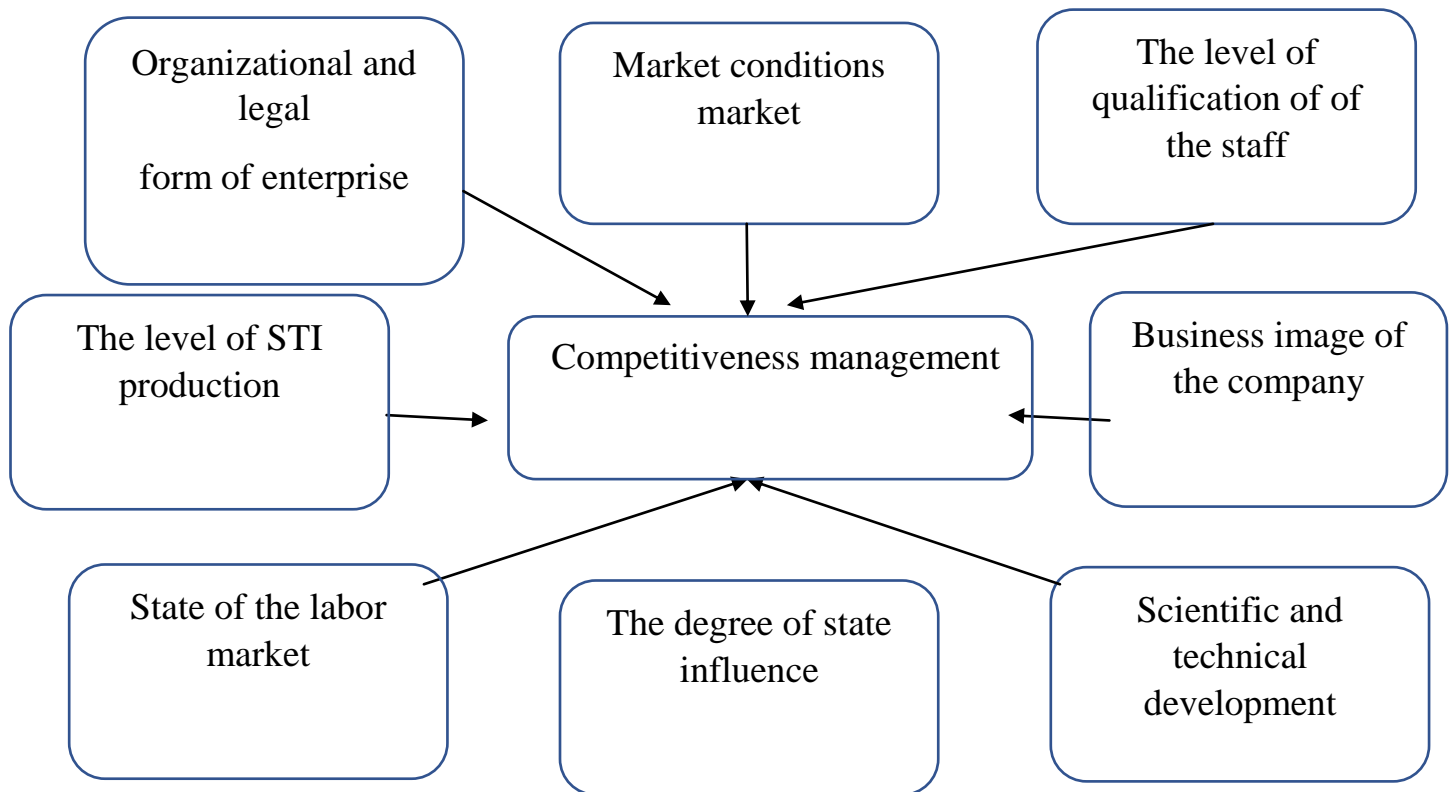 Organizational and
legal
form of enterprise
Market conditions
market
The level of
qualification of of
the staff
The level of STI
production
Competitiveness management
Business image of
the company
State of the labor
market
The degree of state
influence
Scientific and
technical
development